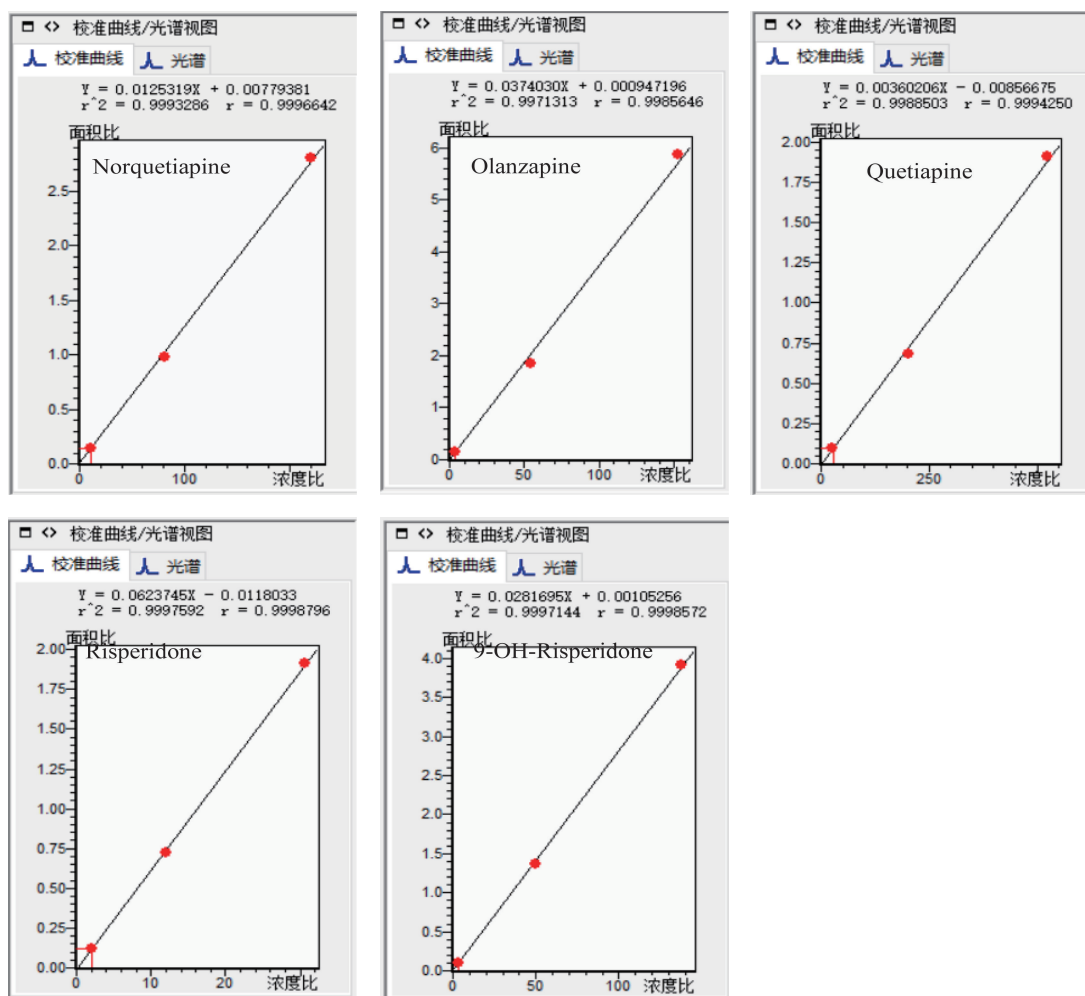 校准曲线/光谱视图
校准曲线 光谱
Y = 0.0125319X + 0.00779381
r^2 = 0.9993286 r = 0.9996642
面积比
Norquetiapine
2.5
2.0
1.5
1.0
0.5
0.0
0 100 浓度比
校准曲线/光谱视图
校准曲线 光谱
Y = 0.0374030X + 0.000947196
r^2 = 0.9971313 r = 0.9985646
面积比
6
Olanzapine
5
4
3
2
1
0
0 50 100 浓度比
校准曲线/光谱视图
校准曲线 光谱
Y = 0.00360206X - 0.00856675
r^2 = 0.9988503 r = 0.9994250
面积比
2.00
Quetiapine
1.75
1.50
1.25
1.00
0.75
0.50
0.25
0.00
0 250 浓度比
校准曲线/光谱视图
校准曲线 光谱
Y = 0.0623745X - 0.0118033
r^2 = 0.9997592 r = 0.9998796
面积比
2.00 Risperidone
1.75
1.50
1.25
1.00
0.75
0.50
0.25
0.00
0 10 20 浓度比
校准曲线/光谱视图
校准曲线 光谱
Y = 0.0281695X + 0.00105256
r^2 = 0.9997144 r = 0.9998572
面积比
9-OH-Risperidone
4.0
3.5
3.0
2.5
2.0
1.5
1.0
0.5
0.0
0 50 100 浓度比